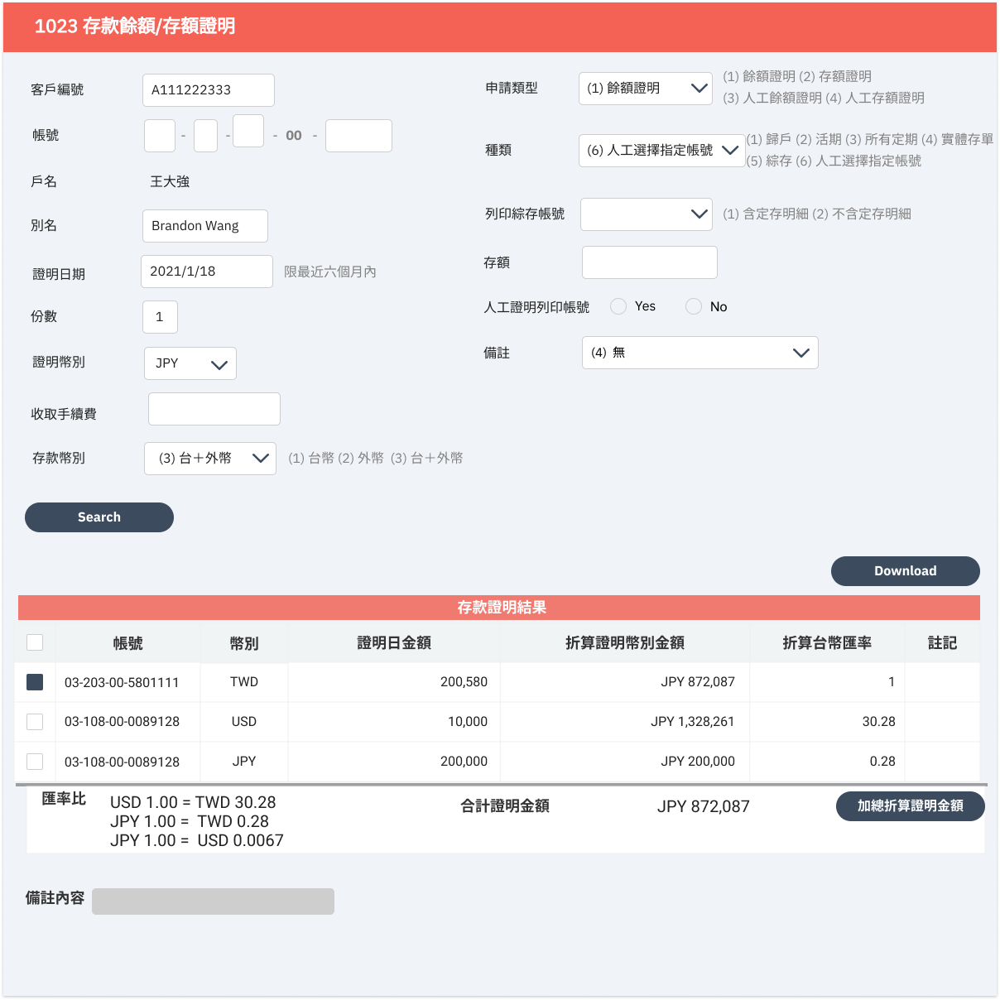 1023 存款餘額/存額證明
客戶編號 A111222333
帳號 - - - 00 -
戶名 王大強
別名 Brandon Wang
證明日期 2021/1/18 限最近六個月內
份數 1
證明幣別 JPY
收取手續費
存款幣別 (3) 台+外幣 (1) 台幣 (2) 外幣 (3) 台+外幣
申請類型 (1) 餘額證明 (1) 餘額證明 (2) 存額證明
(3) 人工餘額證明 (4) 人工存額證明
種類 (6) 人工選擇指定帳號 (1) 歸戶 (2) 活期 (3) 所有定期 (4) 實體存單
(5) 綜存 (6) 人工選擇指定帳號
列印綜存帳號 (1) 含定存明細 (2) 不含定存明細
存額
人工證明列印帳號 Yes No
備註 (4) 無
Search
Download
存款證明結果
帳號 幣別 證明日金額 折算證明幣別金額 折算台幣匯率 註記
03-203-00-5801111 TWD 200,580 JPY 872,087 1
03-108-00-0089128 USD 10,000 JPY 1,328,261 30.28
03-108-00-0089128 JPY 200,000 JPY 200,000 0.28
匯率比 USD 1.00 = TWD 30.28 合計證明金額 JPY 872,087 加總折算證明金額
JPY 1.00 = TWD 0.28
JPY 1.00 = USD 0.0067
備註內容